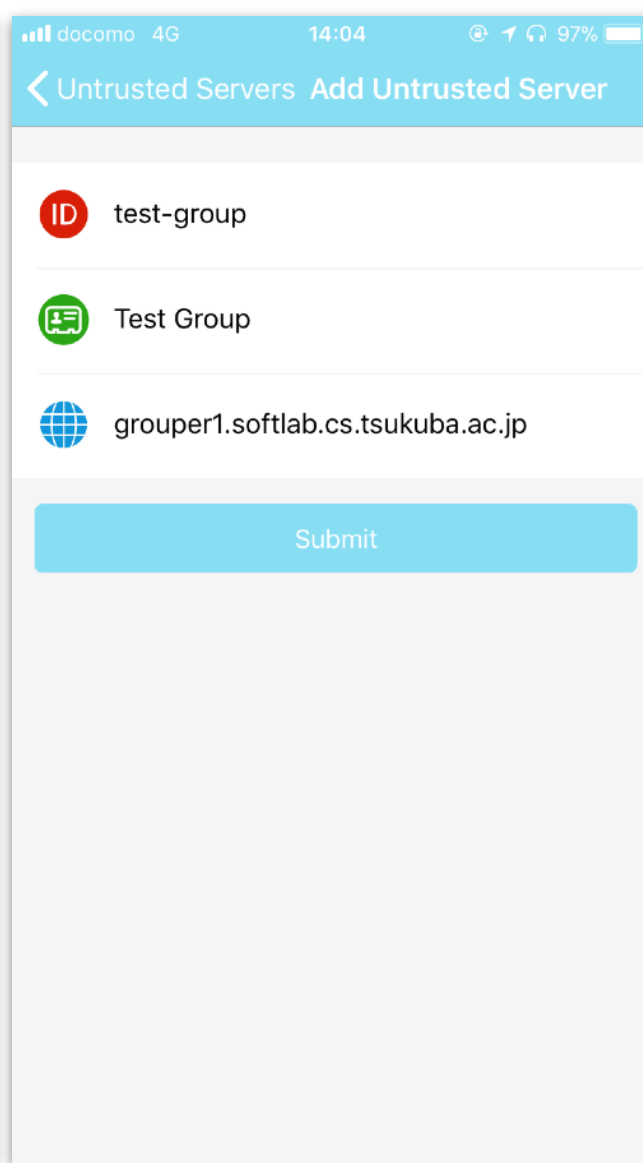 docomo 4G 14:04 97%
Untrusted Servers Add Untrusted Server
ID test-group
Test Group
grouper1.softlab.cs.tsukuba.ac.jp
Submit